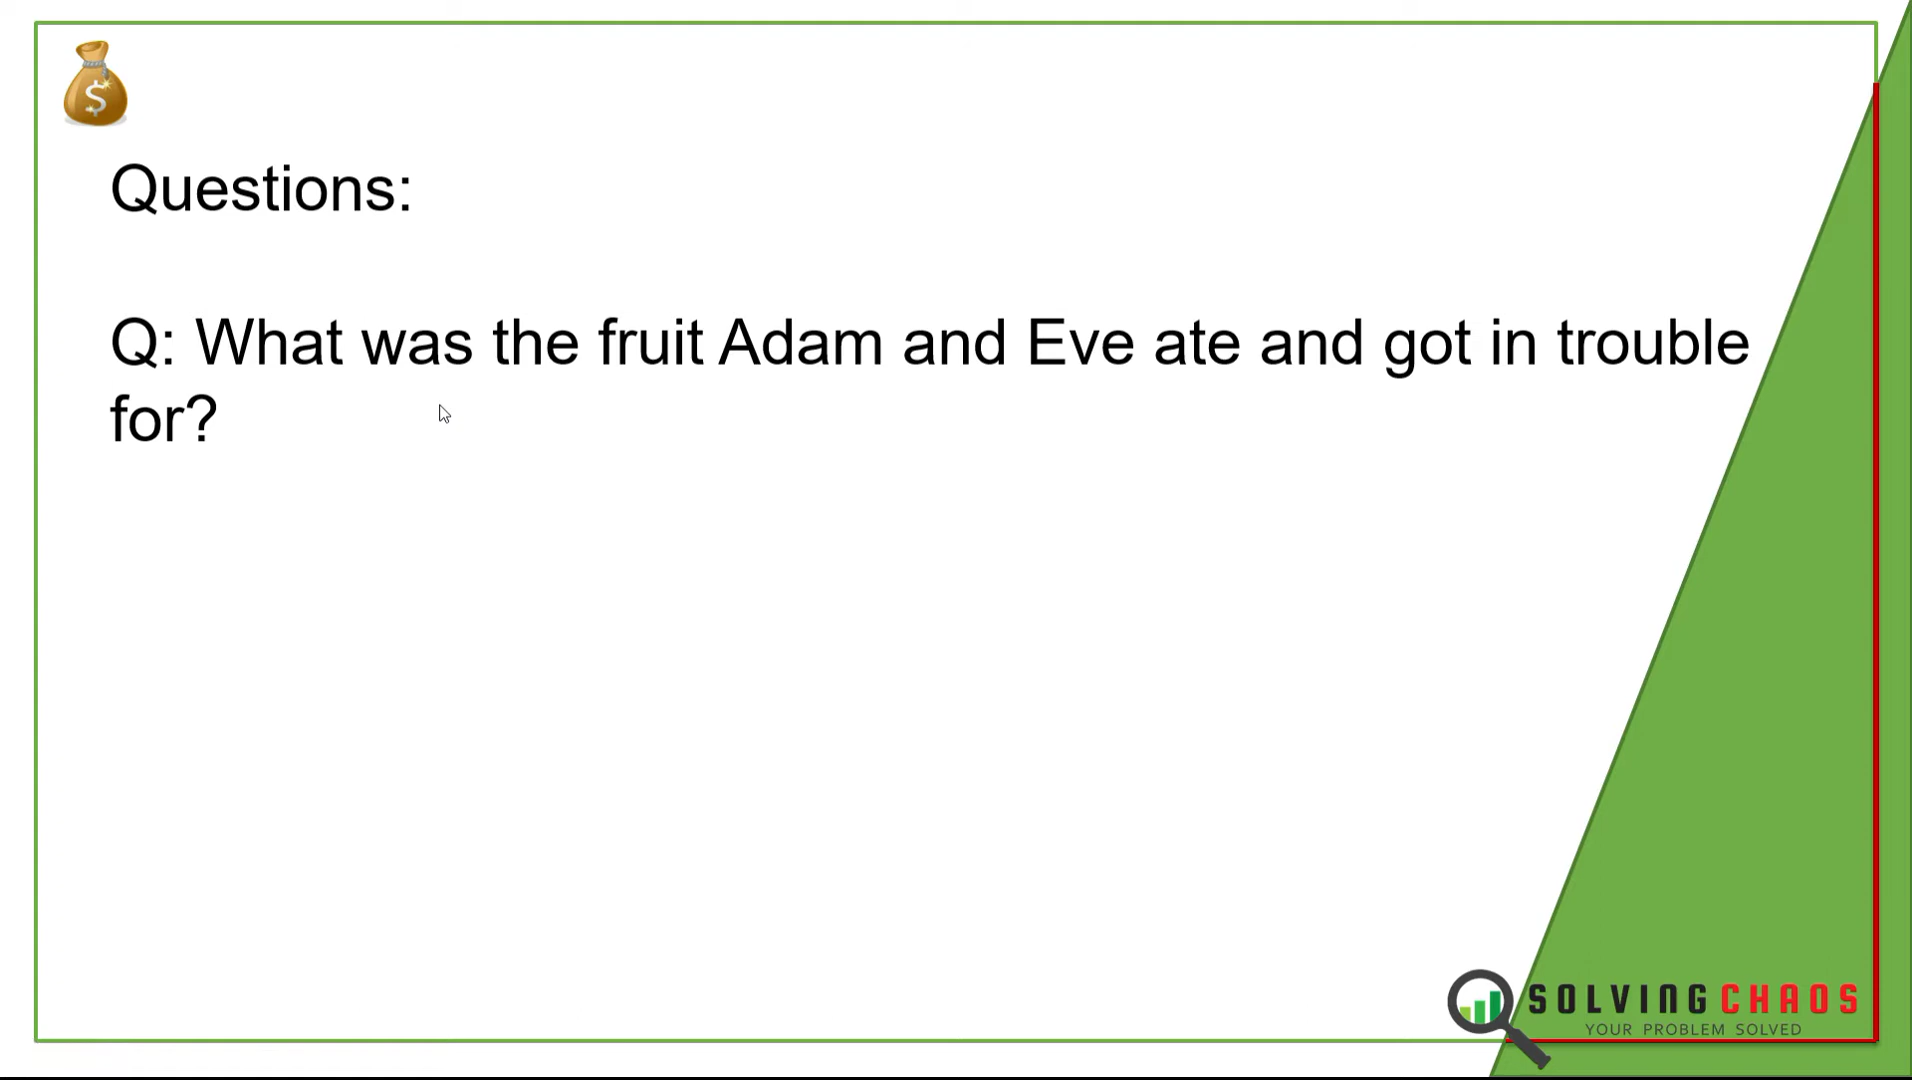 $
Questions:
Q: What was the fruit Adam and Eve ate and got in trouble
for?
SOLVING CHAOS
YOUR PROBLEM SOLVED